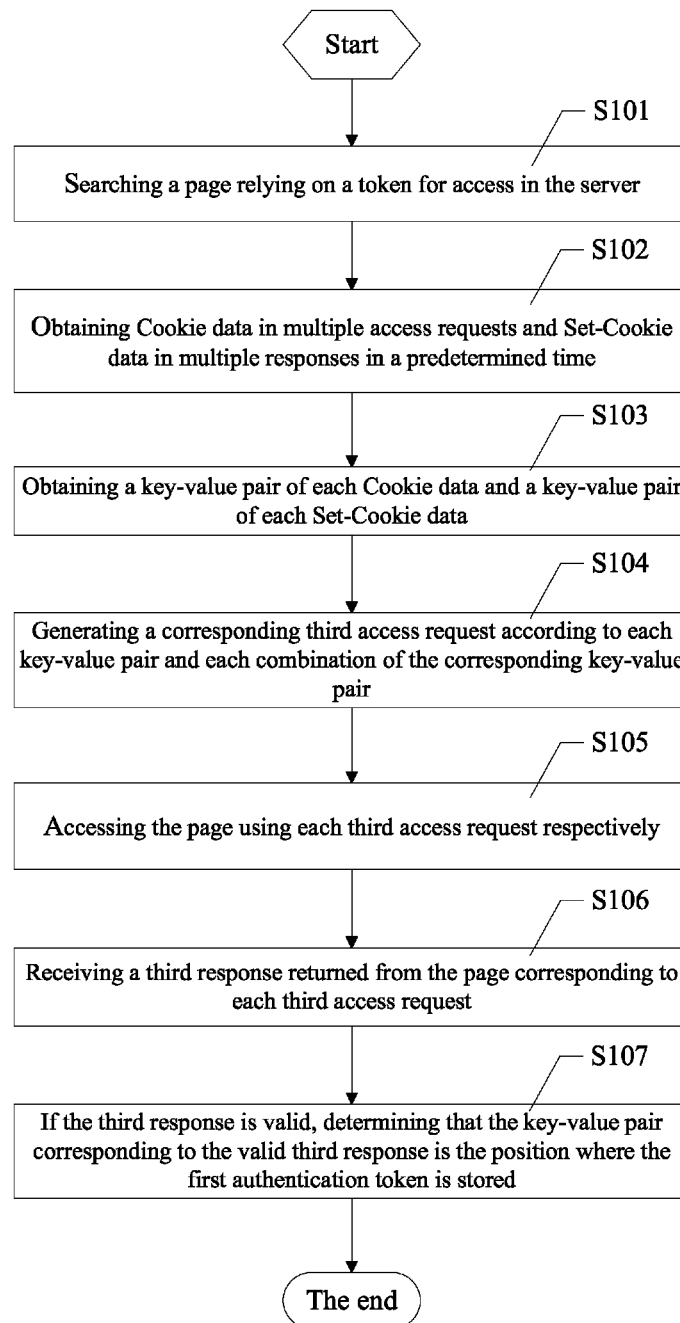 Start
S101
Searching a page relying on a token for access in the server
S102
Obtaining Cookie data in multiple access requests and Set-Cookie
data in multiple responses in a predetermined time
S103
Obtaining a key-value pair of each Cookie data and a key-value pair
of each Set-Cookie data
S104
Generating a corresponding third access request according to each
key-value pair and each combination of the corresponding key-value
pair
S105
Accessing the page using each third access request respectively
S106
Receiving a third response returned from the page corresponding to
each third access request
S107
If the third response is valid, determining that the key-value pair
corresponding to the valid third response is the position where the
first authentication token is stored
The end